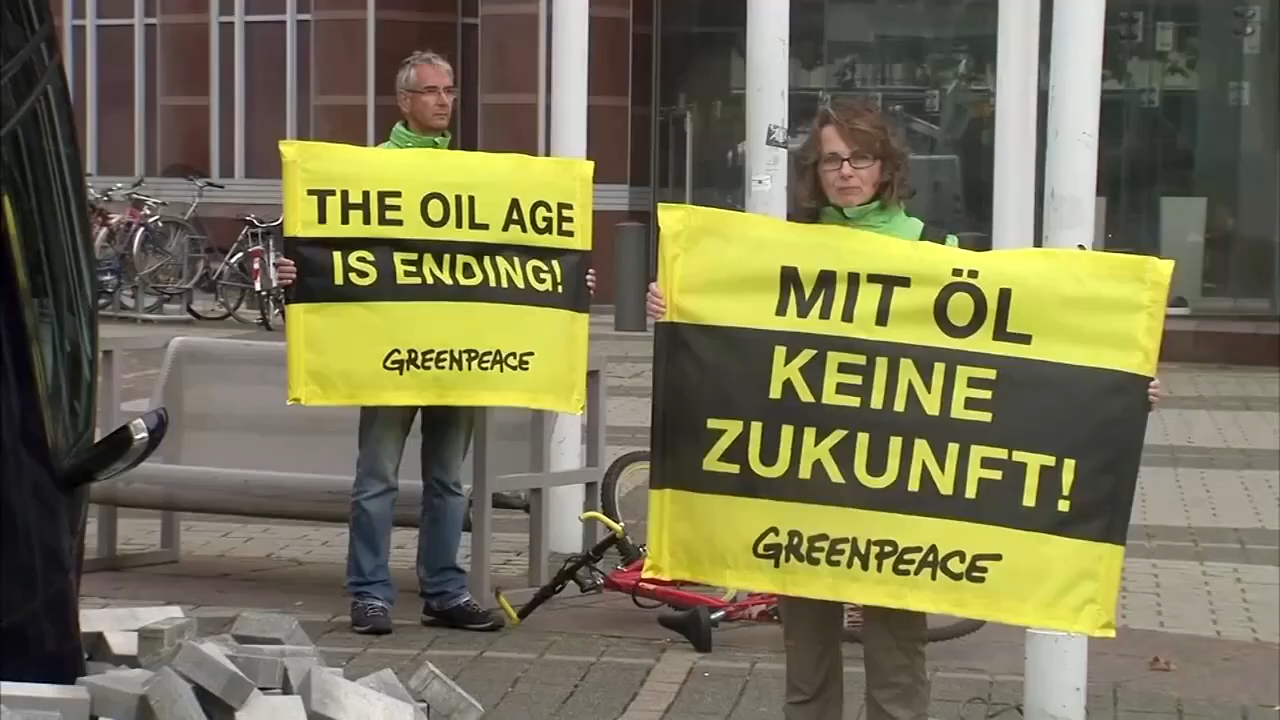 THE OIL AGE
IS ENDING!
GREENPEACE
MIT ÖL
KEINE
ZUKUNFT!
GREENPEACE